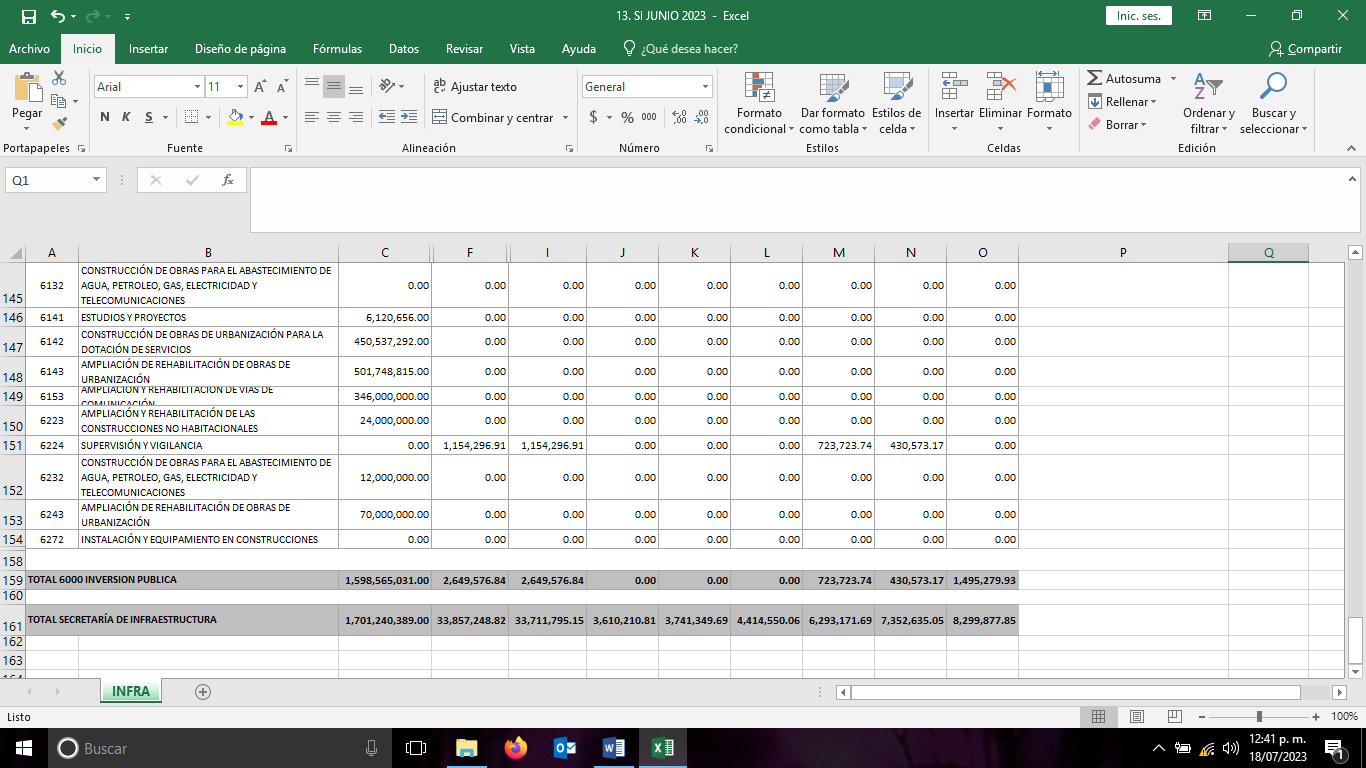 13. SI JUNIO 2023 - Excel
Inic. ses.
Archivo Inicio Insertar Diseño de página Fórmulas Datos Revisar Vista Ayuda ¿Qué desea hacer? Compartir
Pegar
Arial 11
N K S
Ajustar texto
Combinar y centrar
General
$ % 000
Formato condicional
Dar formato como tabla
Estilos de celda
Insertar Eliminar Formato
Autosuma
Rellenar
Borrar
Ordenar y filtrar
Buscar y seleccionar
Portapapeles Fuente Alineación Número Estilos Celdas Edición
Q1 fx
A B C F I J K L M N O P Q
145 6132 CONSTRUCCIÓN DE OBRAS PARA EL ABASTECIMIENTO DE
AGUA, PETROLEO, GAS, ELECTRICIDAD Y
TELECOMUNICACIONES 0.00 0.00 0.00 0.00 0.00 0.00 0.00 0.00 0.00
146 6141 ESTUDIOS Y PROYECTOS 6,120,656.00 0.00 0.00 0.00 0.00 0.00 0.00 0.00 0.00
147 6142 CONSTRUCCIÓN DE OBRAS DE URBANIZACIÓN PARA LA
DOTACIÓN DE SERVICIOS 450,537,292.00 0.00 0.00 0.00 0.00 0.00 0.00 0.00 0.00
148 6143 AMPLIACIÓN DE REHABILITACIÓN DE OBRAS DE
URBANIZACIÓN 501,748,815.00 0.00 0.00 0.00 0.00 0.00 0.00 0.00 0.00
149 6153 AMPLIACIÓN Y REHABILITACIÓN DE VÍAS DE
COMUNICACIÓN 346,000,000.00 0.00 0.00 0.00 0.00 0.00 0.00 0.00 0.00
150 6223 AMPLIACIÓN Y REHABILITACIÓN DE LAS
CONSTRUCCIONES NO HABITACIONALES 24,000,000.00 0.00 0.00 0.00 0.00 0.00 0.00 0.00 0.00
151 6224 SUPERVISIÓN Y VIGILANCIA 0.00 1,154,296.91 1,154,296.91 0.00 0.00 0.00 723,723.74 430,573.17 0.00
152 6232 CONSTRUCCIÓN DE OBRAS PARA EL ABASTECIMIENTO DE
AGUA, PETROLEO, GAS, ELECTRICIDAD Y
TELECOMUNICACIONES 12,000,000.00 0.00 0.00 0.00 0.00 0.00 0.00 0.00 0.00
153 6243 AMPLIACIÓN DE REHABILITACIÓN DE OBRAS DE
URBANIZACIÓN 70,000,000.00 0.00 0.00 0.00 0.00 0.00 0.00 0.00 0.00
154 6272 INSTALACIÓN Y EQUIPAMIENTO EN CONSTRUCCIONES 0.00 0.00 0.00 0.00 0.00 0.00 0.00 0.00 0.00
158
159 TOTAL 6000 INVERSION PUBLICA 1,598,565,031.00 2,649,576.84 2,649,576.84 0.00 0.00 0.00 723,723.74 430,573.17 1,495,279.93
160
161 TOTAL SECRETARÍA DE INFRAESTRUCTURA 1,701,240,389.00 33,857,248.82 33,711,795.15 3,610,210.81 3,741,349.69 4,414,550.06 6,293,171.69 7,352,635.05 8,299,877.85
162
163
164
INFRA
Listo 100%
Buscar
12:41 p. m.
18/07/2023
1